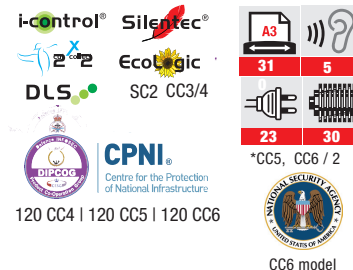 i-control® Silentec®
EcoLogic
DLS
SC2 CC3/4
A3
31 5
23 30
*CC5, CC6 / 2
DIPCOG
CPNI®
Centre for the Protection
of National Infrastructure
120 CC4 | 120 CC5 | 120 CC6
NATIONAL SECURITY AGENCY
UNITED STATES OF AMERICA
CC6 model